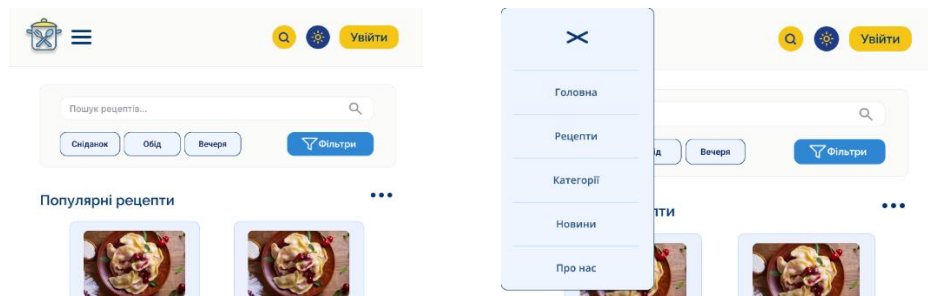 Увійти
Пошук рецептів...
Сніданок Обід Вечеря Фільтри
Популярні рецепти
Головна
Рецепти
Категорії
Новини
Про нас
Увійти
ід Вечеря Фільтри
пти